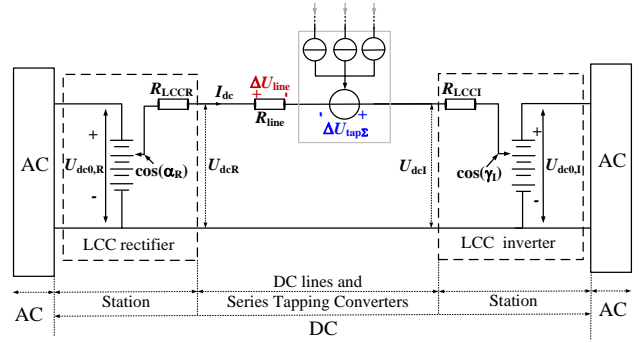 R_LCCR
I_dc
ΔU_line
+ -
R_line
- +
ΔU_tapΣ
R_LCCI
AC
+
U_dc0,R
-
cos(α_R)
U_dcR
U_dcI
cos(γ_I)
+
U_dc0,I
-
AC
LCC rectifier
LCC inverter
DC lines and
Series Tapping Converters
Station
Station
AC
AC
DC